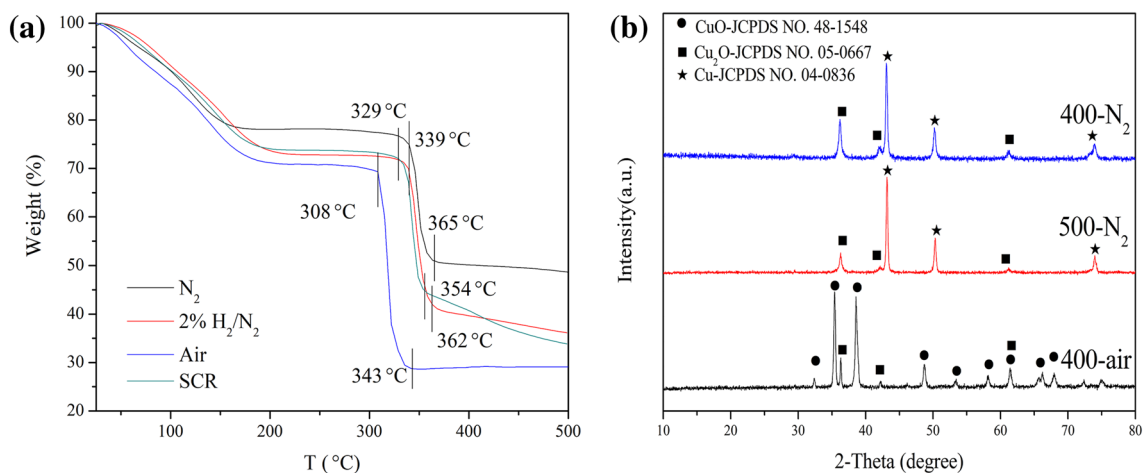 (a)
100
90
80
70
60
50
40
30
20
Weight (%)
329 °C
339 °C
308 °C
365 °C
354 °C
362 °C
343 °C
N2
2% H2/N2
Air
SCR
100
200
300
400
500
T ( °C)
(b)
CuO-JCPDS NO. 48-1548
Cu2O-JCPDS NO. 05-0667
Cu-JCPDS NO. 04-0836
400-N2
500-N2
400-air
Intensity(a.u.)
10
20
30
40
50
60
70
80
2-Theta (degree)